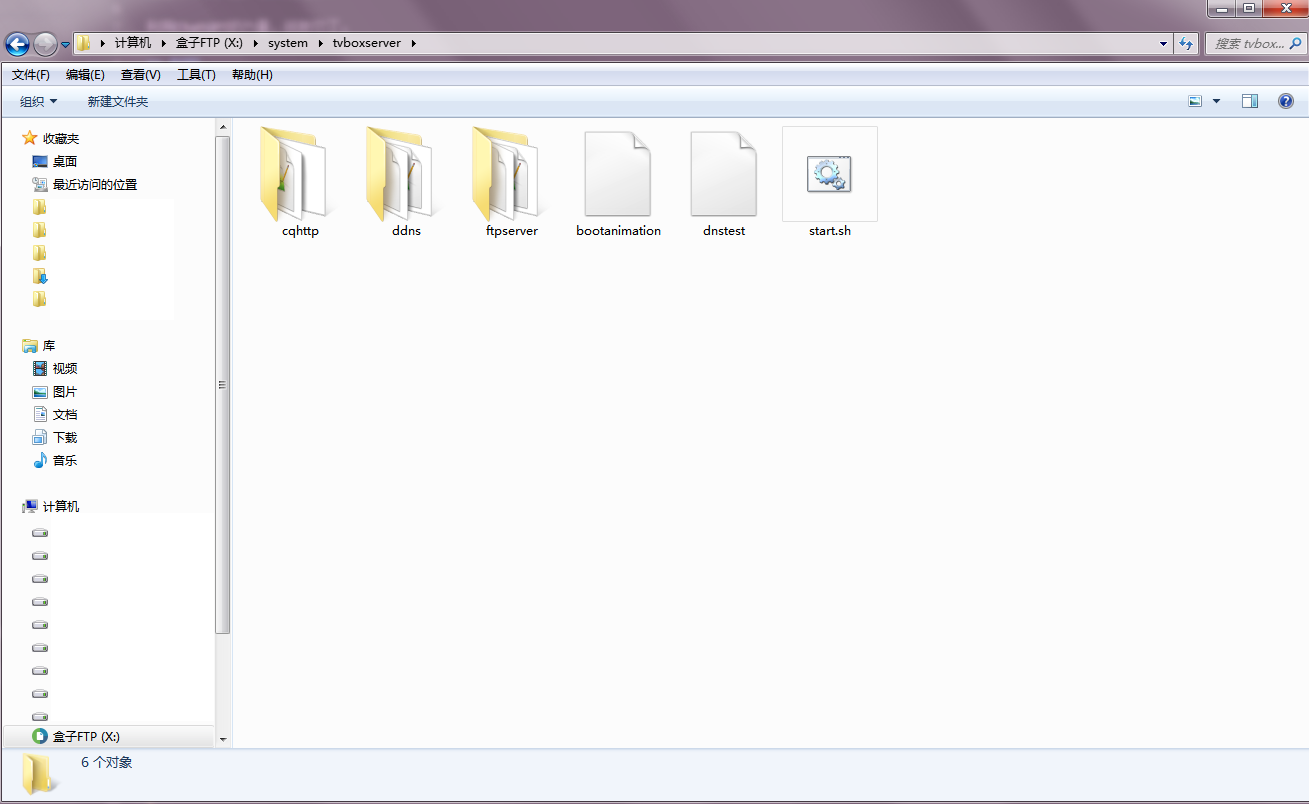 计算机 盒子FTP (X:) system tvboxserver
搜索 tvbox...
文件(F) 编辑(E) 查看(V) 工具(T) 帮助(H)
组织 新建文件夹
收藏夹
桌面
最近访问的位置
库
视频
图片
文档
下载
音乐
计算机
盒子FTP (X:)
cqhttp ddns ftpserver bootanimation dnstest start.sh
6 个对象